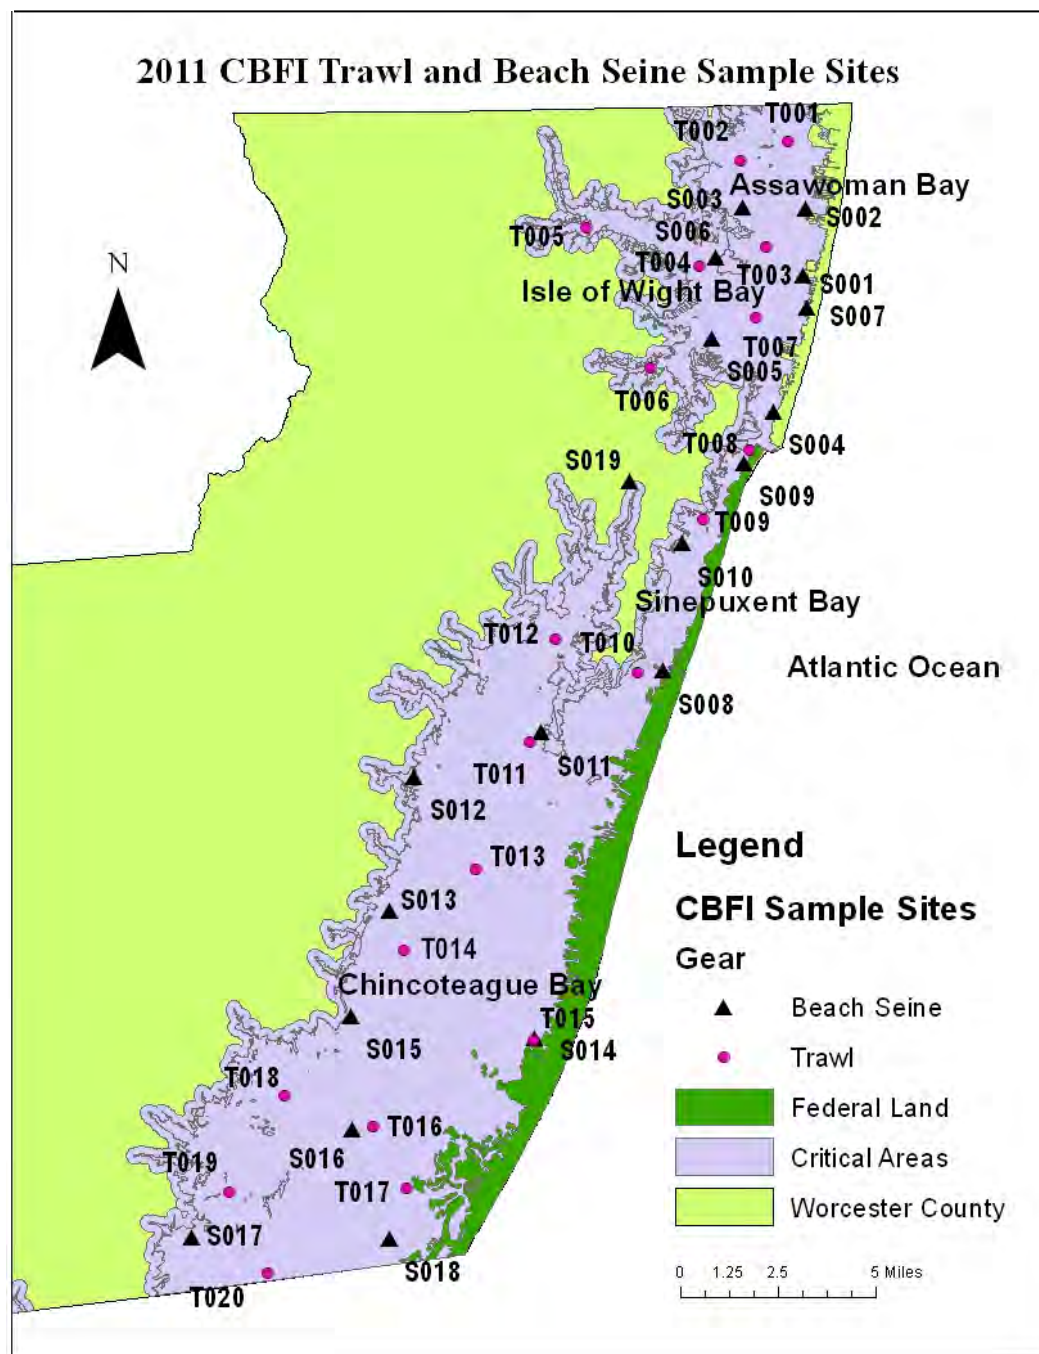 2011 CBFI Trawl and Beach Seine Sample Sites
T001
T002
Assawoman Bay
S003
S002
S006
T005
T004
T003
S001
Isle of Wight Bay
S007
T007
S005
T006
T008
S004
S019
S009
T009
S010
Sinepuxent Bay
T012
T010
Atlantic Ocean
S008
T011
S011
S012
T013
S013
T014
Chincoteague Bay
T015
S014
S015
T018
T016
S016
T019
T017
S017
S018
T020
N
Legend
CBFI Sample Sites
Gear
Beach Seine
Trawl
Federal Land
Critical Areas
Worcester County
0 1.25 2.5 5 Miles